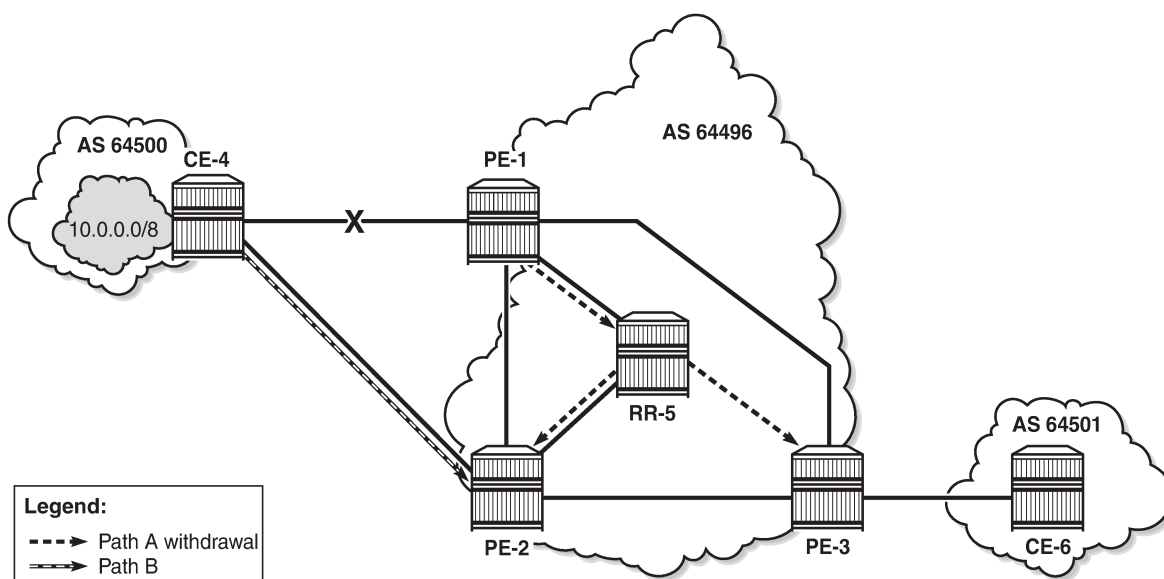 AS 64500
CE-4
PE-1
AS 64496
10.0.0.0/8
X
RR-5
AS 64501
PE-2
PE-3
CE-6
Legend:
Path A withdrawal
Path B